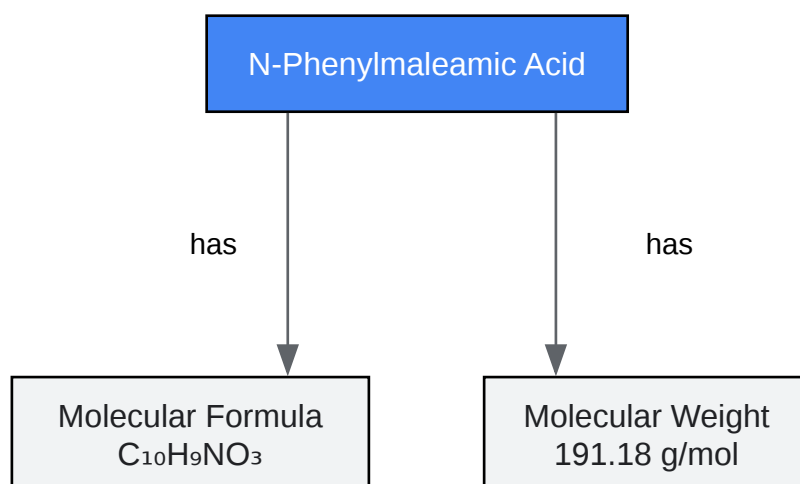 N-Phenylmaleamic Acid
has
has
Molecular Formula
C₁₀H₉NO₃
Molecular Weight
191.18 g/mol